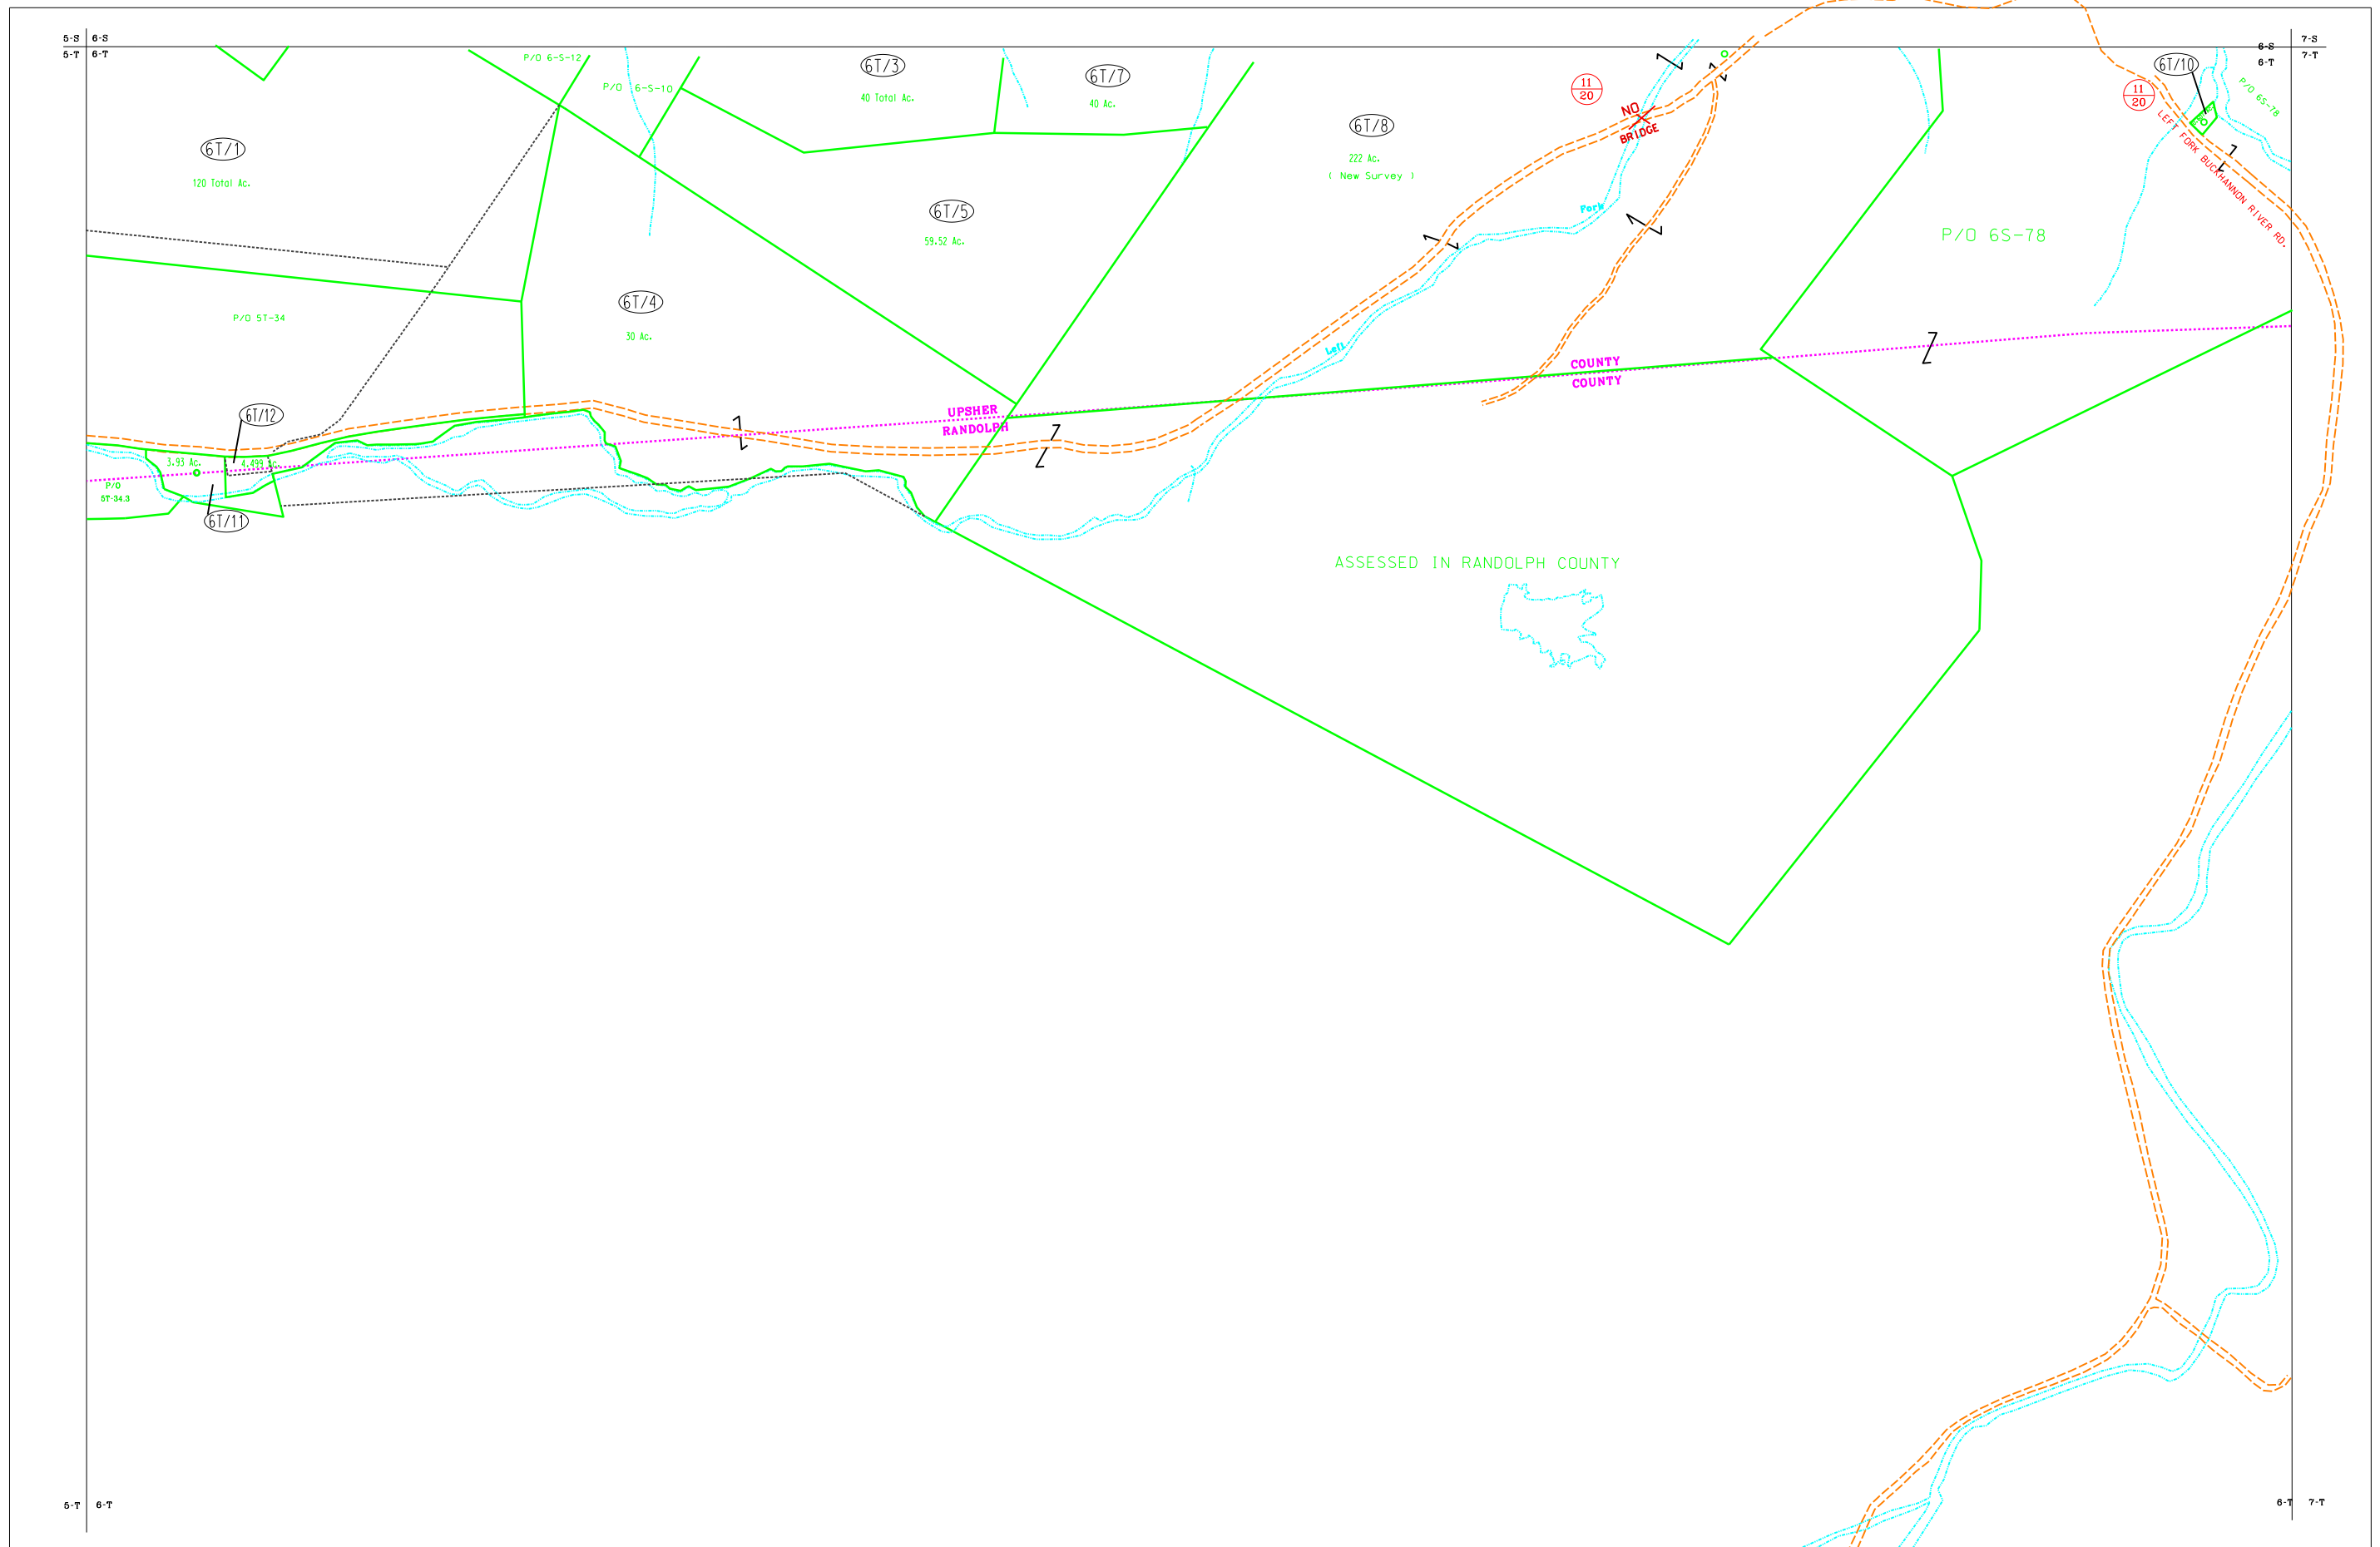 5-S 6-S
5-T 6-T
6-S 7-S
6-T 7-T
P/O 6-S-12
P/O 6-S-10
6T/3
40 Total Ac.
6T/7
40 Ac.
6T/8
222 Ac.
( New Survey )
11
20
NO
BRIDGE
11
20
6T/10
P/O 6S-78
LEFT FORK BUCKHANNON RIVER RD.
6T/1
120 Total Ac.
6T/5
59.52 Ac.
Fork
P/O 6S-78
P/O 5T-34
6T/4
30 Ac.
Left
COUNTY
COUNTY
UPSHER
RANDOLPH
6T/12
3.93 Ac.
4.499 Ac.
P/O
5T-34.3
6T/11
ASSESSED IN RANDOLPH COUNTY
5-T 6-T
6-T 7-T